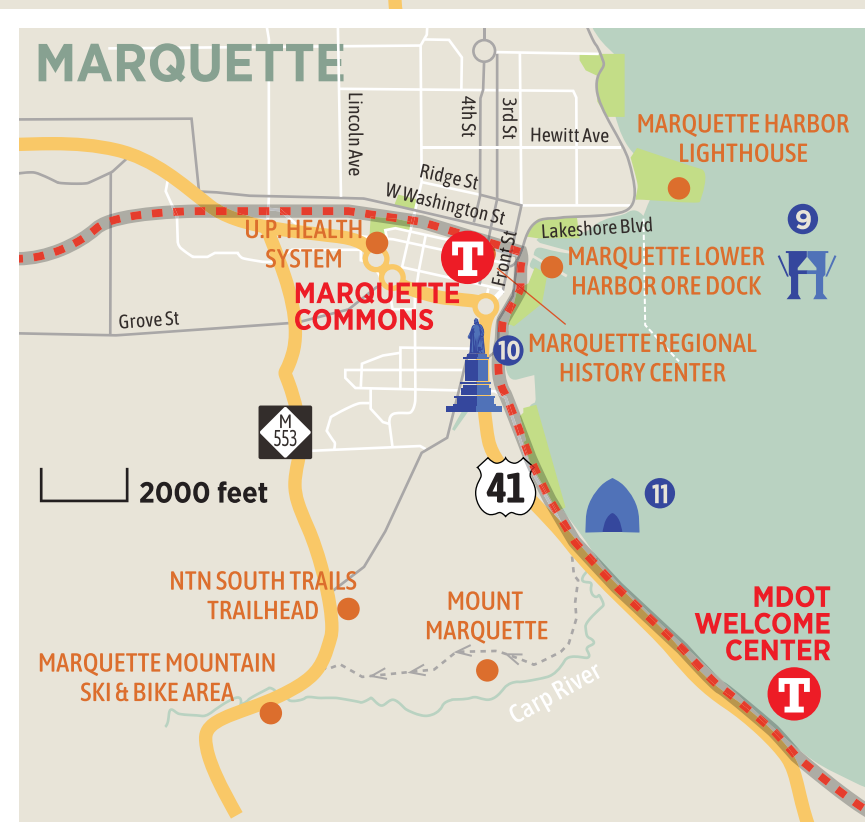 MARQUETTE
Lincoln Ave
4th St
3rd St
Hewitt Ave
MARQUETTE HARBOR
LIGHTHOUSE
Ridge St
W Washington St
9
Lakeshore Blvd
U.P. HEALTH
SYSTEM
T
Front St
MARQUETTE LOWER
HARBOR ORE DOCK
MARQUETTE
COMMONS
Grove St
10
MARQUETTE REGIONAL
HISTORY CENTER
M
553
2000 feet
41
11
NTN SOUTH TRAILS
TRAILHEAD
MOUNT
MARQUETTE
MDOT
WELCOME
CENTER
T
MARQUETTE MOUNTAIN
SKI & BIKE AREA
Carp River